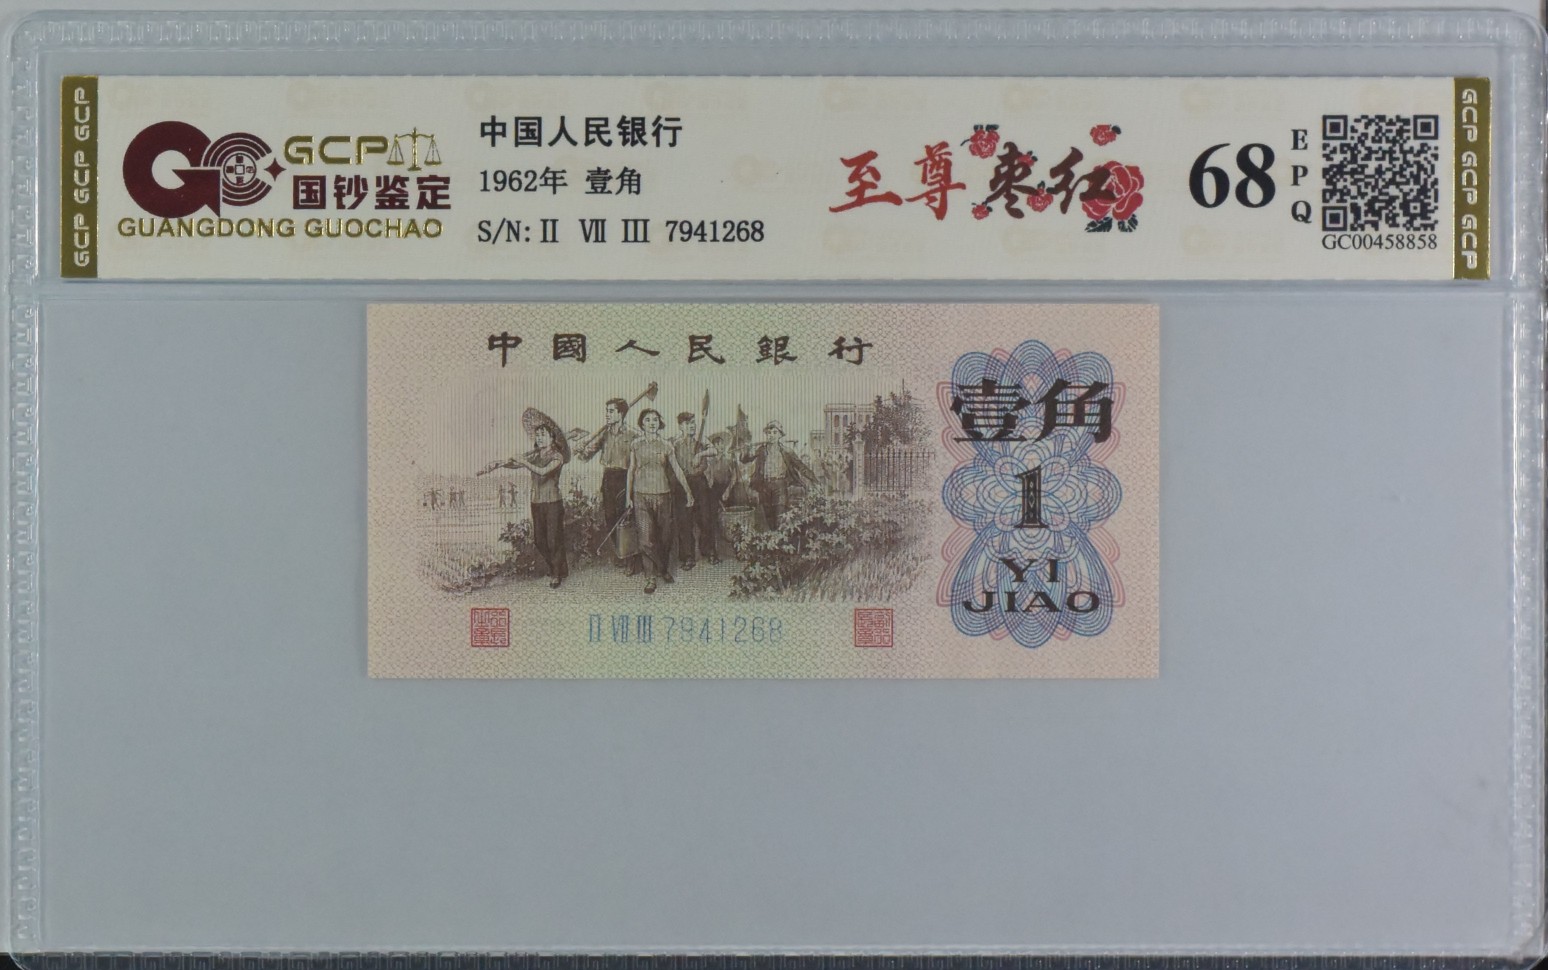 GCP GCP GCP
GCP
国钞鉴定
GUANGDONG GUOCHAO
中国人民银行
1962年 壹角
S/N: II VII III 7941268
至尊枣红
68
EPQ
GC00458858
GCP GCP GCP
中國人民銀行
壹角
1
YI
JIAO
II VII III 7941268